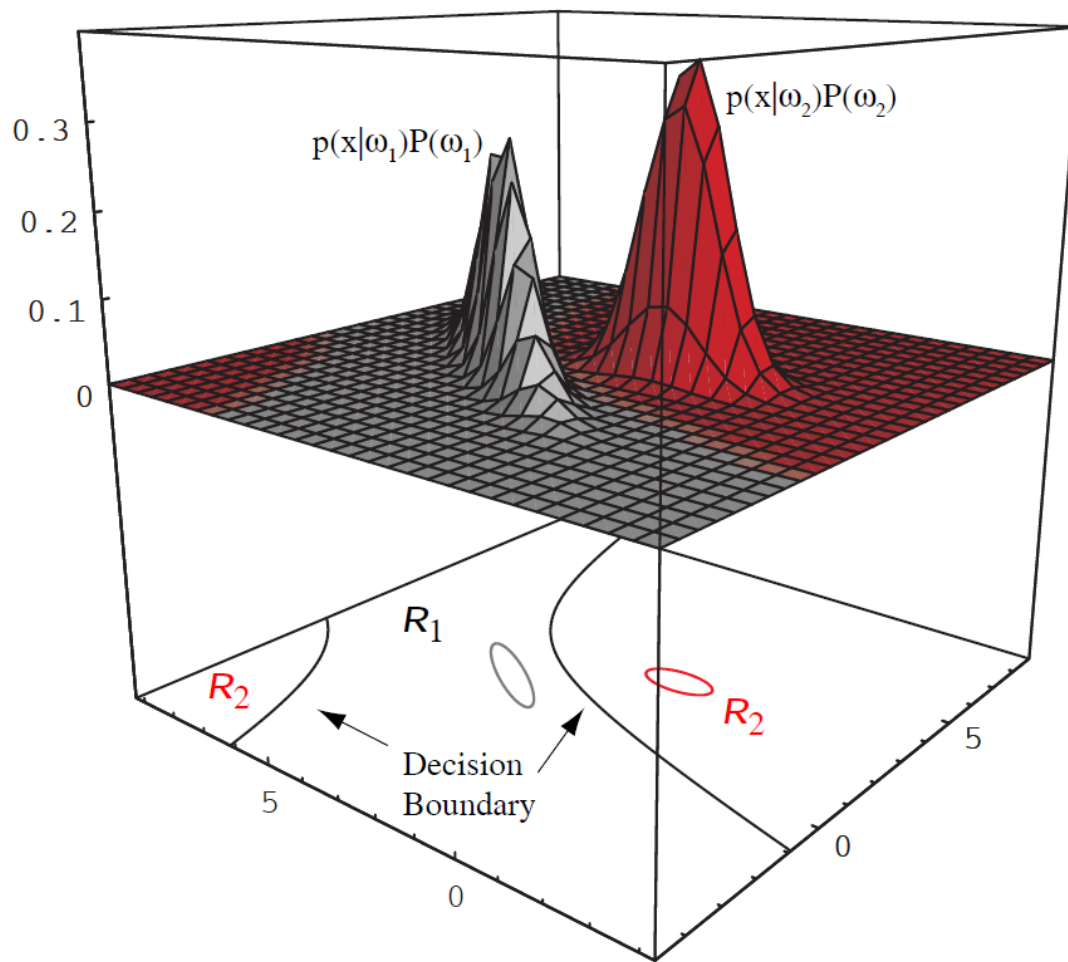 p(x|ω₂)P(ω₂)
0.3
p(x|ω₁)P(ω₁)
0.2
0.1
0
R₁
R₂
R₂
5
Decision
Boundary
5
0
0